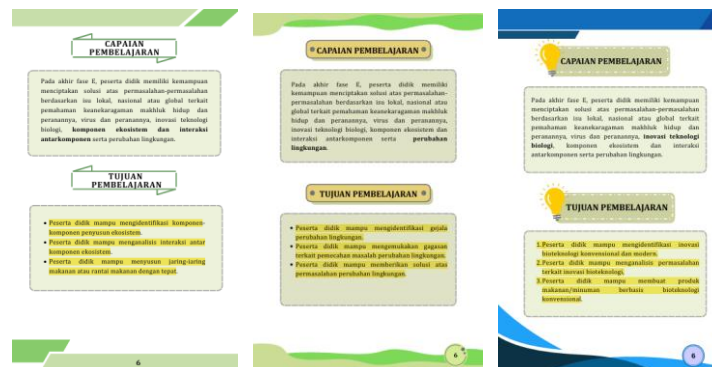 CAPAIAN
PEMBELAJARAN
Pada akhir fase E, peserta didik memiliki kemampuan
menciptakan solusi atas permasalahan-permasalahan
berdasarkan isu lokal, nasional atau global terkait
pemahaman keanekaragaman makhluk hidup dan
peranannya, virus dan peranannya, inovasi teknologi
biologi, komponen ekosistem dan interaksi
antarkomponen serta perubahan lingkungan.
TUJUAN
PEMBELAJARAN
• Peserta didik mampu mengidentifikasi komponen-
komponen penyusun ekosistem.
• Peserta didik mampu menganalisis interaksi antar
komponen ekosistem.
• Peserta didik mampu menyusun jaring-jaring
makanan atau rantai makanan dengan tepat.
6
CAPAIAN PEMBELAJARAN
Pada akhir fase E, peserta didik memiliki
kemampuan menciptakan solusi atas permasalahan-
permasalahan berdasarkan isu lokal, nasional atau
global terkait pemahaman keanekaragaman makhluk
hidup dan peranannya, virus dan peranannya,
inovasi teknologi biologi, komponen ekosistem dan
interaksi antarkomponen serta perubahan
lingkungan.
TUJUAN PEMBELAJARAN
• Peserta didik mampu mengidentifikasi gejala
perubahan lingkungan.
• Peserta didik mampu mengemukakan gagasan
terkait pemecahan masalah perubahan lingkungan.
• Peserta didik mampu memberikan solusi atas
permasalahan perubahan lingkungan.
6
CAPAIAN PEMBELAJARAN
Pada akhir fase E, peserta didik memiliki kemampuan
menciptakan solusi atas permasalahan-permasalahan
berdasarkan isu lokal, nasional atau global terkait
pemahaman keanekaragaman makhluk hidup dan
peranannya, virus dan peranannya, inovasi teknologi
biologi, komponen ekosistem dan interaksi
antarkomponen serta perubahan lingkungan.
TUJUAN PEMBELAJARAN
1.Peserta didik mampu mengidentifikasi inovasi
bioteknologi konvensional dan modern.
2.Peserta didik mampu menganalisis permasalahan
terkait inovasi bioteknologi,
3.Peserta didik mampu membuat produk
makanan/minuman berbasis bioteknologi
konvensional.
6